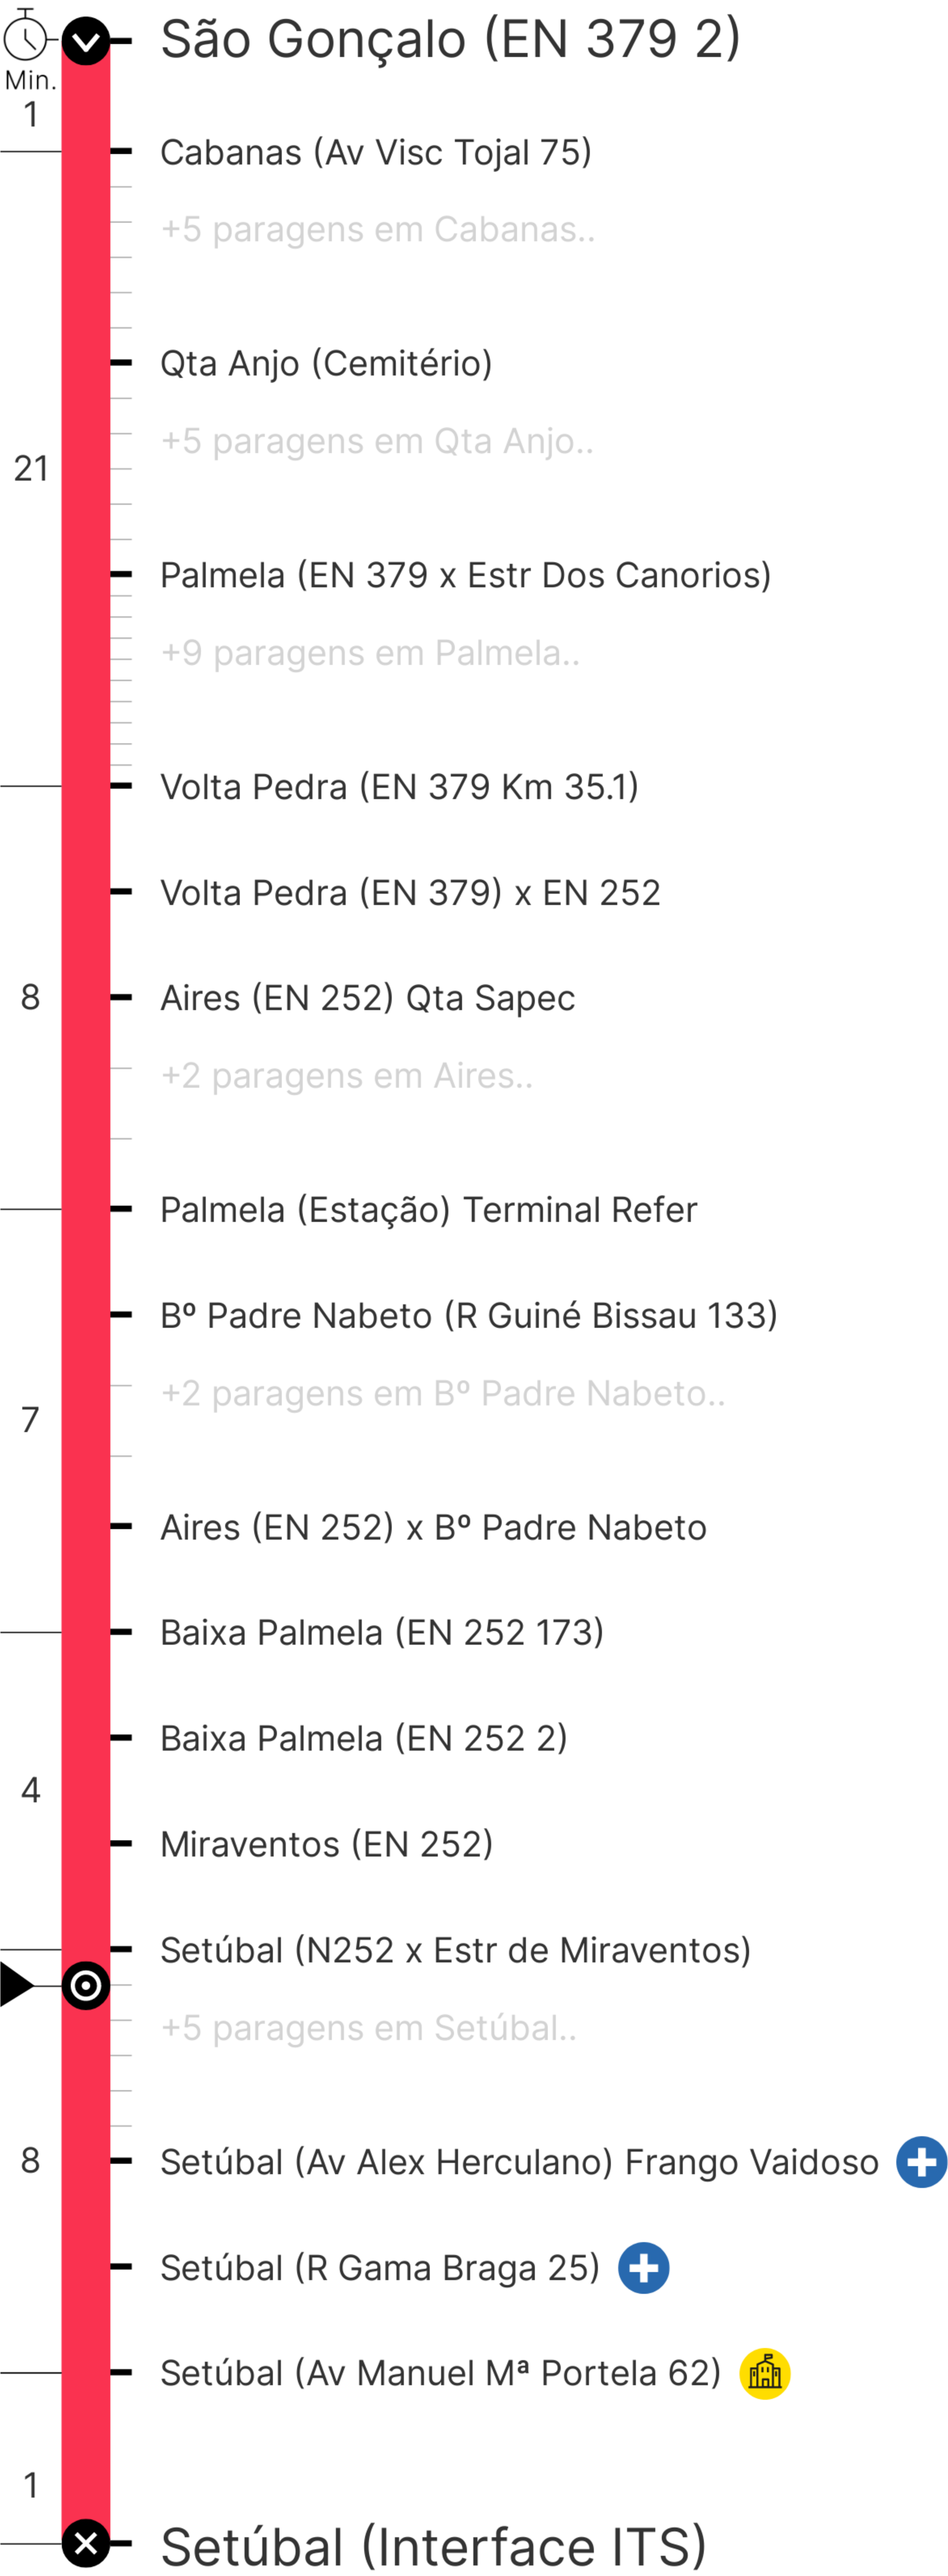 São Gonçalo (EN 379 2)
Min.
1
Cabanas (Av Visc Tojal 75)
+5 paragens em Cabanas..
Qta Anjo (Cemitério)
+5 paragens em Qta Anjo..
21
Palmela (EN 379 x Estr Dos Canorios)
+9 paragens em Palmela..
Volta Pedra (EN 379 Km 35.1)
Volta Pedra (EN 379) x EN 252
8
Aires (EN 252) Qta Sapec
+2 paragens em Aires..
Palmela (Estação) Terminal Refer
Bº Padre Nabeto (R Guiné Bissau 133)
+2 paragens em Bº Padre Nabeto..
7
Aires (EN 252) x Bº Padre Nabeto
Baixa Palmela (EN 252 173)
Baixa Palmela (EN 252 2)
4
Miraventos (EN 252)
Setúbal (N252 x Estr de Miraventos)
+5 paragens em Setúbal..
8
Setúbal (Av Alex Herculano) Frango Vaidoso
Setúbal (R Gama Braga 25)
Setúbal (Av Manuel Mª Portela 62)
1
Setúbal (Interface ITS)